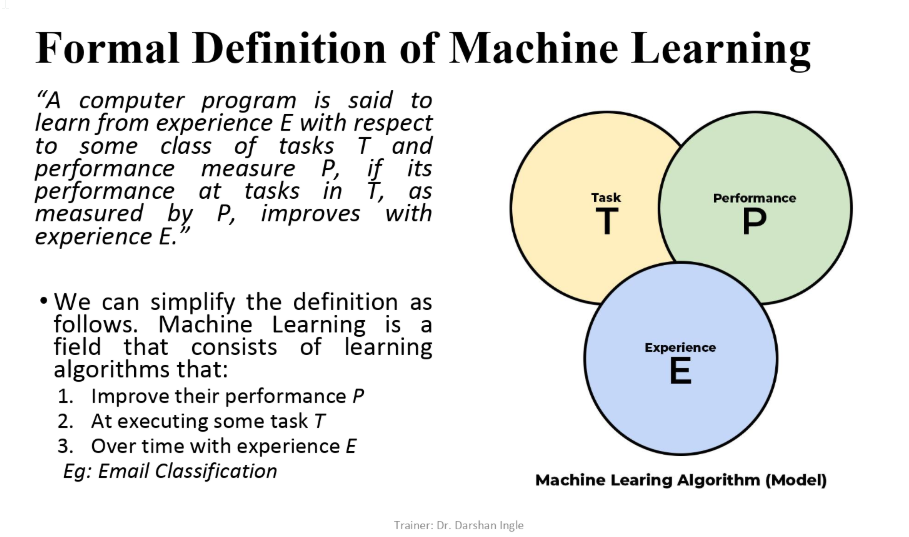 Formal Definition of Machine Learning
“A computer program is said to
learn from experience E with respect
to some class of tasks T and
performance measure P, if its
performance at tasks in T, as
measured by P, improves with
experience E.”
• We can simplify the definition as
follows. Machine Learning is a
field that consists of learning
algorithms that:
1. Improve their performance P
2. At executing some task T
3. Over time with experience E
Eg: Email Classification
Task
T
Performance
P
Experience
E
Machine Learing Algorithm (Model)
Trainer: Dr. Darshan Ingle